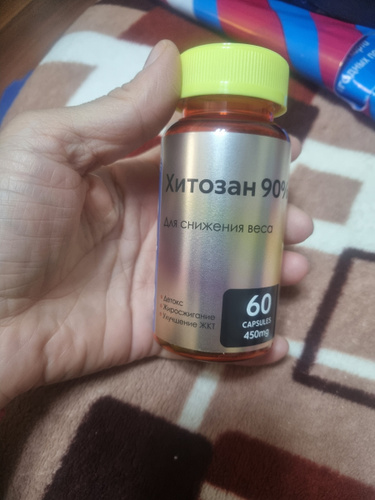 Хитозан 90%
Для снижения веса
• Детокс
• Жиросжигание
• Улучшение ЖКТ
60
CAPSULES
450mg